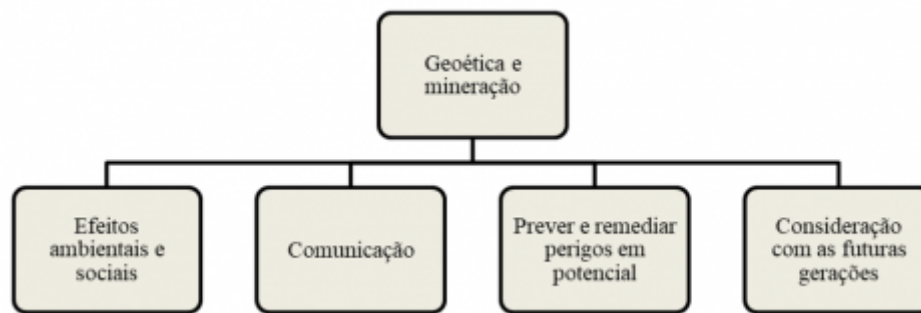 Geoética e
mineração
Efeitos
ambientais e
sociais
Comunicação
Prever e remediar
perigos em
potencial
Consideração
com as futuras
gerações